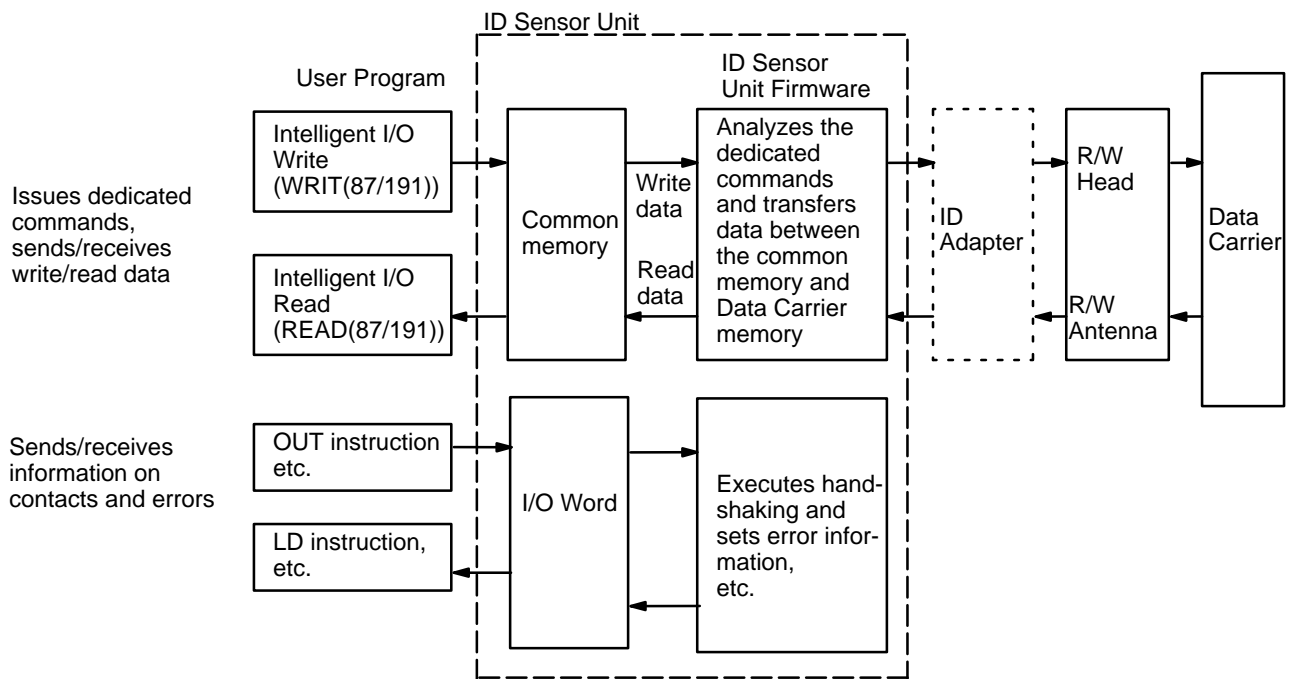 ID Sensor Unit
User Program
ID Sensor
Unit Firmware
Issues dedicated
commands,
sends/receives
write/read data
Intelligent I/O
Write
(WRIT(87/191))
Intelligent I/O
Read
(READ(87/191))
Common
memory
Write
data
Read
data
Analyzes the
dedicated
commands
and transfers
data between
the common
memory and
Data Carrier
memory
ID
Adapter
R/W
Head
R/W
Antenna
Data
Carrier
Sends/receives
information on
contacts and errors
OUT instruction
etc.
LD instruction,
etc.
I/O Word
Executes hand-
shaking and
sets error infor-
mation,
etc.